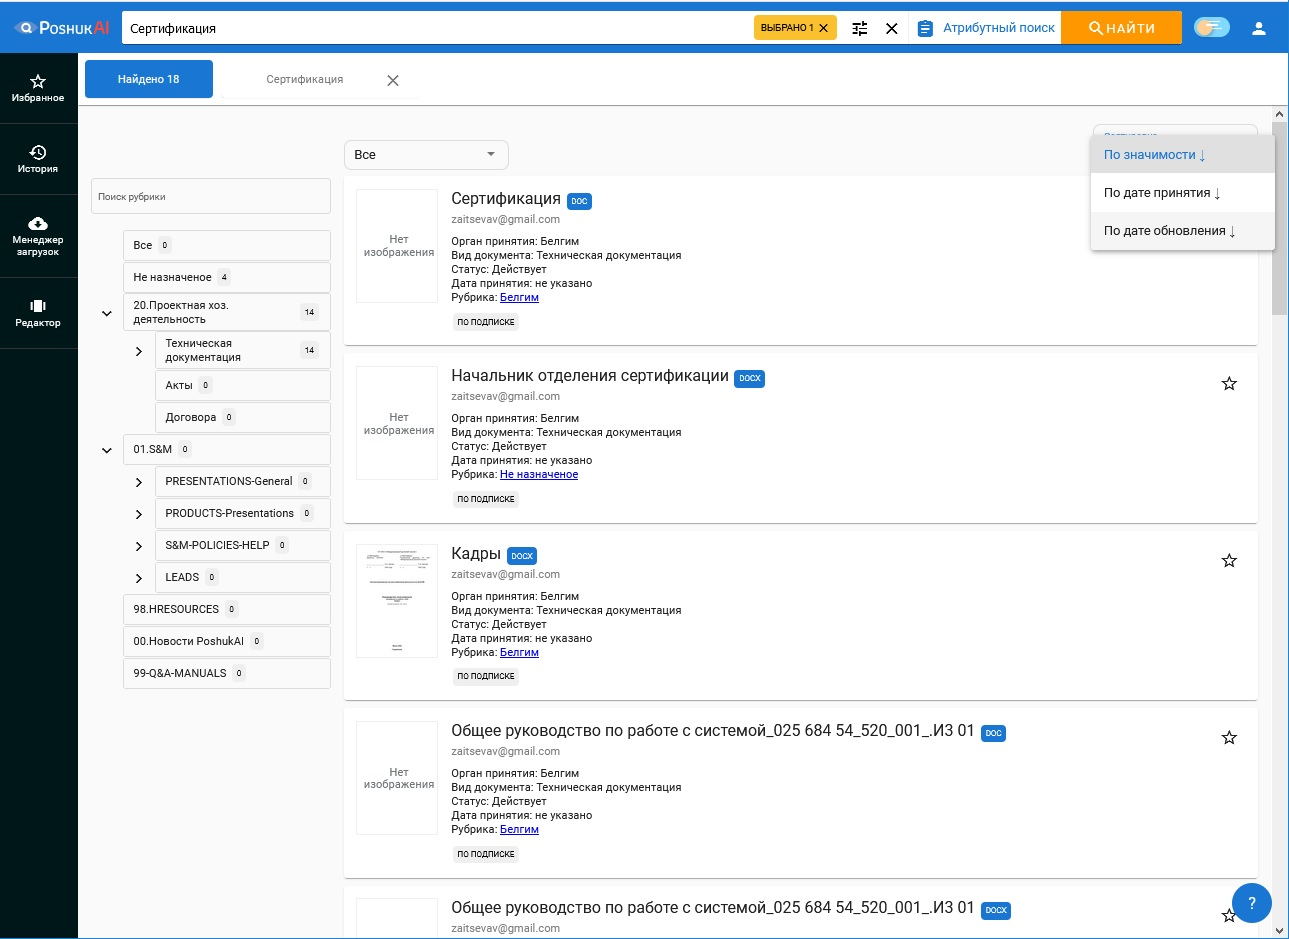 PoshukAI
Сертификация
ВЫБРАНО 1
Атрибутный поиск
НАЙТИ
Избранное
История
Менеджер
загрузок
Редактор
Найдено 18
Сертификация
Все
По значимости ↓
По дате принятия ↓
По дате обновления ↓
Поиск рубрики
Все 0
Не назначеное 4
20.Проектная хоз.
деятельность 14
Техническая
документация 14
Акты 0
Договора 0
01.S&M 0
PRESENTATIONS-General 0
PRODUCTS-Presentations 0
S&M-POLICIES-HELP 0
LEADS 0
98.HRESOURCES 0
00.Новости PoshukAI 0
99-Q&A-MANUALS 0
Нет
изображения
Сертификация DOC
zaitsevav@gmail.com
Орган принятия: Белгим
Вид документа: Техническая документация
Статус: Действует
Дата принятия: не указано
Рубрика: Белгим
ПО ПОДПИСКЕ
Нет
изображения
Начальник отделения сертификации DOCX
zaitsevav@gmail.com
Орган принятия: Белгим
Вид документа: Техническая документация
Статус: Действует
Дата принятия: не указано
Рубрика: Не назначеное
ПО ПОДПИСКЕ
Кадры DOCX
zaitsevav@gmail.com
Орган принятия: Белгим
Вид документа: Техническая документация
Статус: Действует
Дата принятия: не указано
Рубрика: Белгим
ПО ПОДПИСКЕ
Нет
изображения
Общее руководство по работе с системой_025 684 54_520_001_.ИЗ 01 DOC
zaitsevav@gmail.com
Орган принятия: Белгим
Вид документа: Техническая документация
Статус: Действует
Дата принятия: не указано
Рубрика: Белгим
ПО ПОДПИСКЕ
Общее руководство по работе с системой_025 684 54_520_001_.ИЗ 01 DOCX
zaitsevav@gmail.com
?